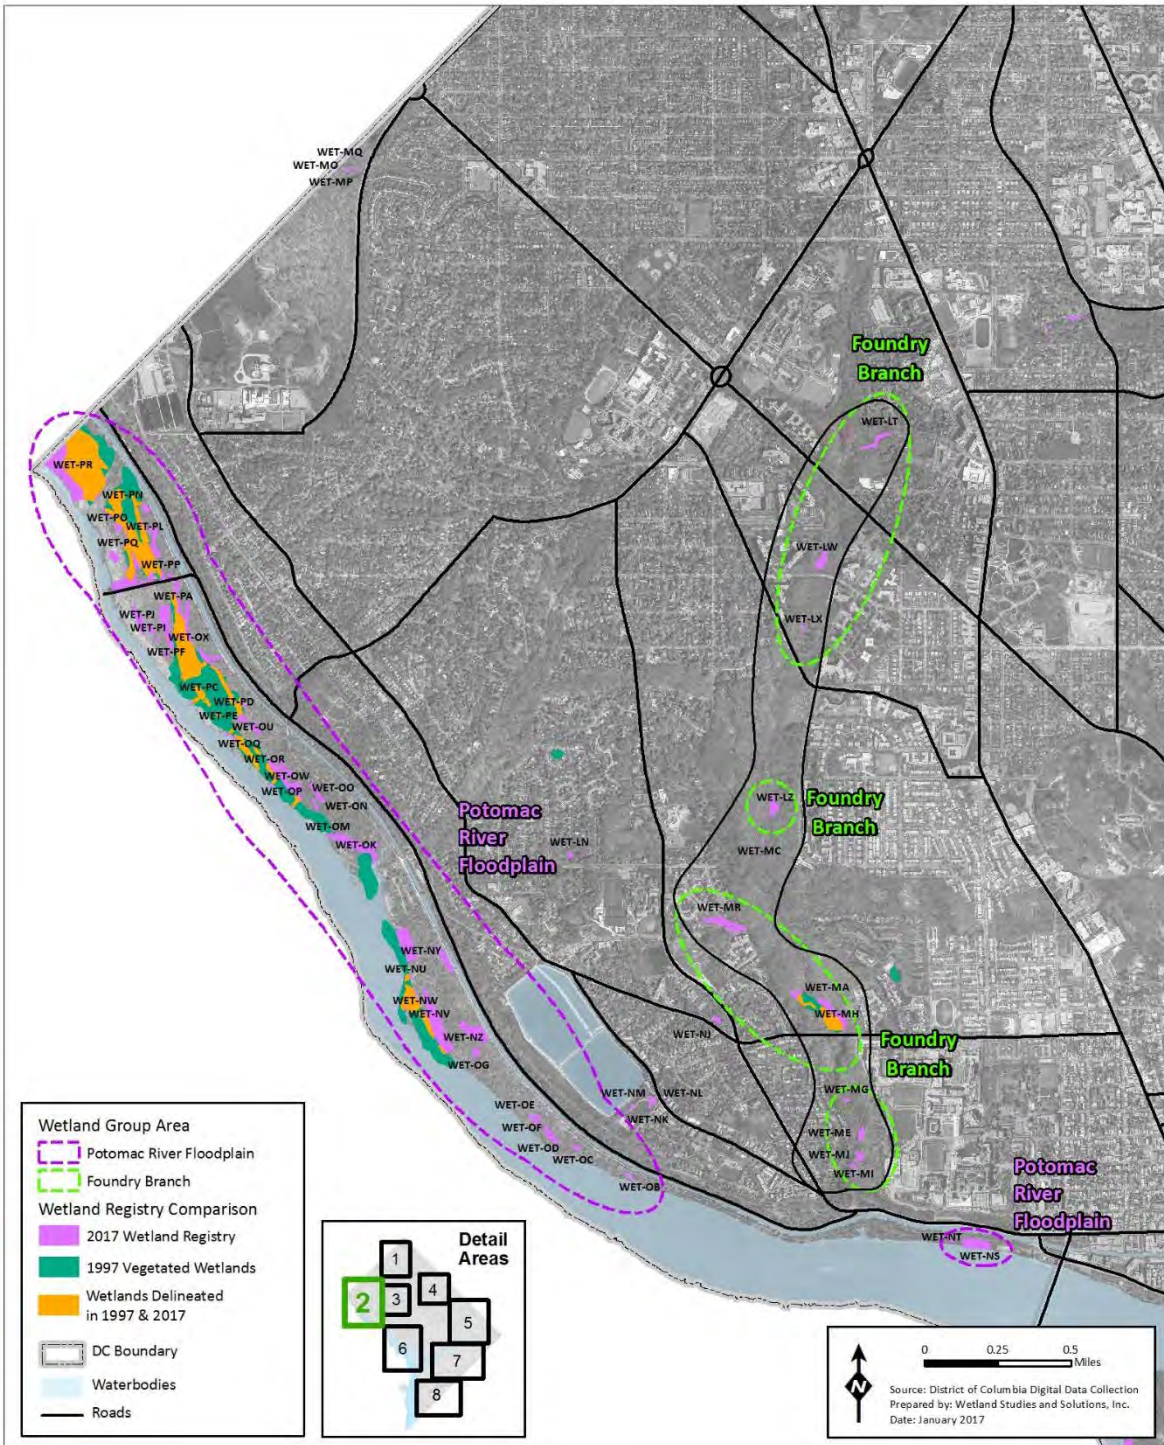 WET-MQ
WET-MO
WET-MP
Foundry
Branch
WET-LT
WET-PR
WET-PN
WET-PO
WET-PL
WET-PQ
WET-LW
WET-PP
WET-PA
WET-PJ
WET-PI
WET-LX
WET-OX
WET-PF
WET-PC
WET-PD
WET-PE
WET-OU
WET-OQ
WET-OR
WET-OW
WET-OO
WET-OP
WET-ON
WET-LZ
Foundry
Branch
Potomac
River
Floodplain
WET-OM
WET-OK
WET-LN
WET-MC
WET-MR
WET-NY
WET-NU
WET-MA
WET-NW
WET-NV
WET-MH
WET-NZ
WET-NJ
WET-OG
Foundry
Branch
WET-MG
WET-NM
WET-NL
WET-OE
WET-NK
WET-OF
WET-ME
WET-OD
WET-OC
WET-MJ
WET-MI
WET-OB
Potomac
River
Floodplain
WET-NT
WET-NS
Wetland Group Area
Potomac River Floodplain
Foundry Branch
Wetland Registry Comparison
2017 Wetland Registry
1997 Vegetated Wetlands
Wetlands Delineated
in 1997 & 2017
DC Boundary
Waterbodies
Roads
Detail
Areas
1
2
3
4
5
6
7
8
N
0 0.25 0.5
Miles
Source: District of Columbia Digital Data Collection
Prepared by: Wetland Studies and Solutions, Inc.
Date: January 2017